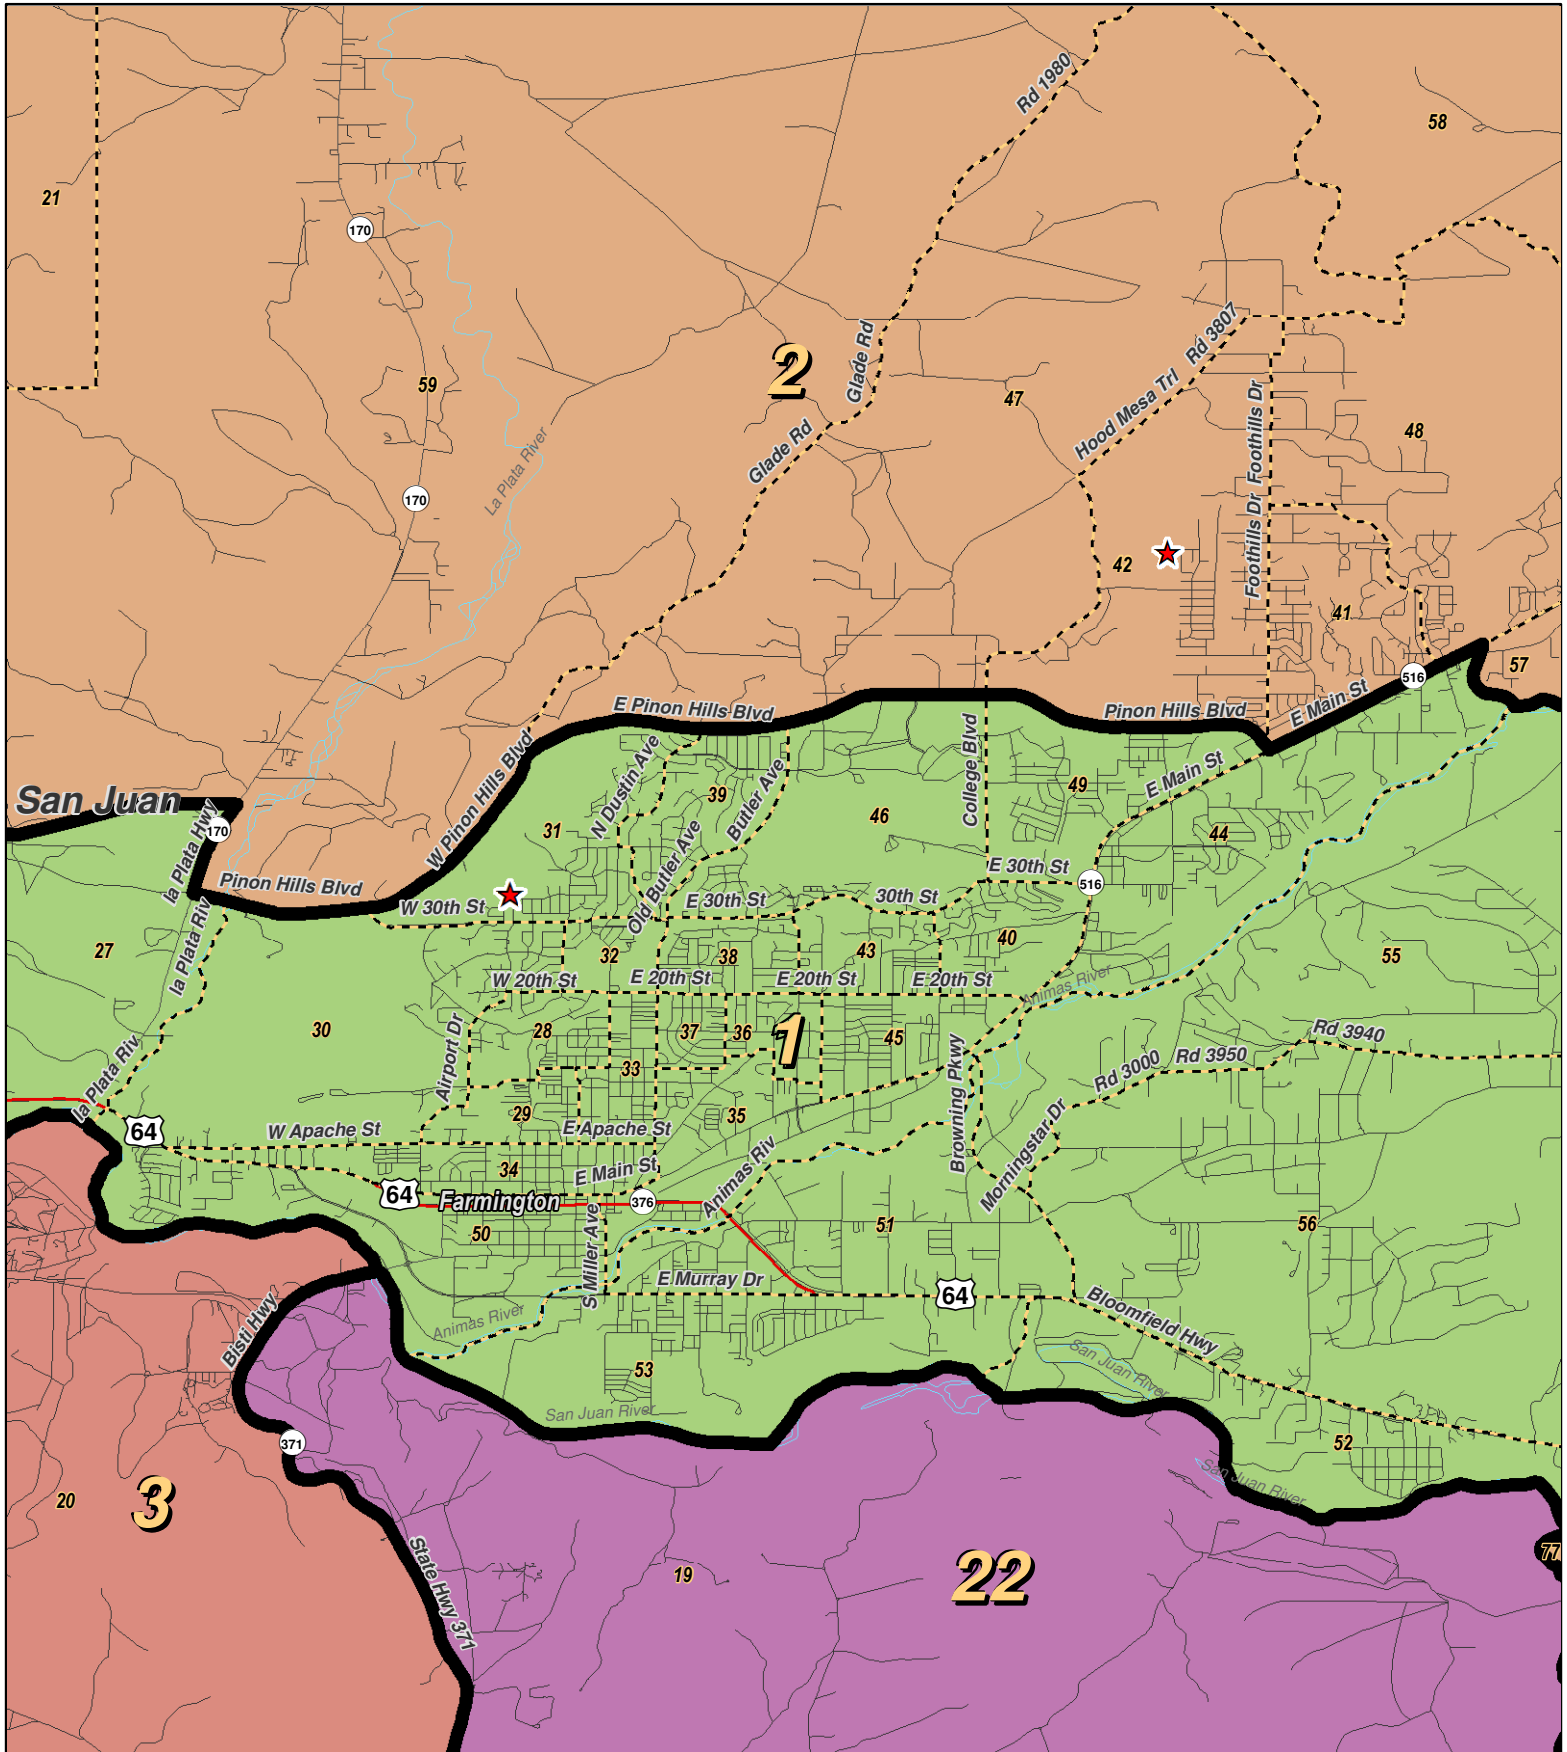 Rd 1980
58
21
170
2
Glade Rd
Rd 3807
Hood Mesa Trl
59
47
Foothills Dr
48
Glade Rd
La Plata River
170
Foothills Dr
42
41
57
516
E Pinon Hills Blvd
Pinon Hills Blvd
E Main St
W Pinon Hills Blvd
N Dustin Ave
College Blvd
San Juan
170
la Plata Hwy
39
Butler Ave
46
49
E Main St
31
44
Old Butler Ave
E 30th St
516
Pinon Hills Blvd
W 30th St
E 30th St
30th St
la Plata Riv
27
32
38
43
40
55
W 20th St
E 20th St
E 20th St
E 20th St
Animas River
30
28
37
36
1
45
Rd 3940
Airport Dr
33
Browning Pkwy
Rd 3000
Rd 3950
la Plata Riv
29
35
64
W Apache St
E Apache St
Morningstar Dr
34
E Main St
Animas Riv
64
Farmington
376
50
S Miller Ave
51
56
E Murray Dr
64
Bloomfield Hwy
Bisti Hwy
Animas River
San Juan River
53
San Juan River
371
52
San Juan River
3
20
State Hwy 371
19
22
77